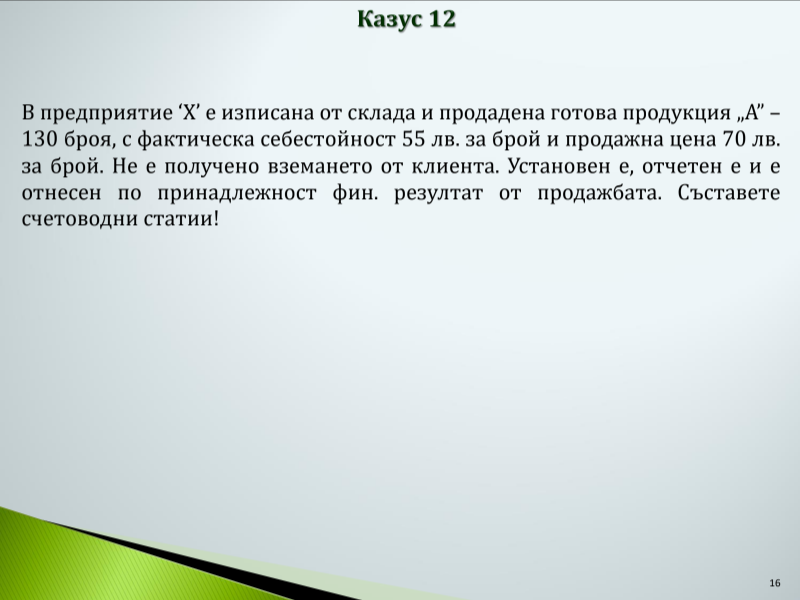 Казус 12
В предприятие ‘Х’ е изписана от склада и продадена готова продукция „А” –
130 броя, с фактическа себестойност 55 лв. за брой и продажна цена 70 лв.
за брой. Не е получено вземането от клиента. Установен е, отчетен е и е
отнесен по принадлежност фин. резултат от продажбата. Съставете
счетоводни статии!
16